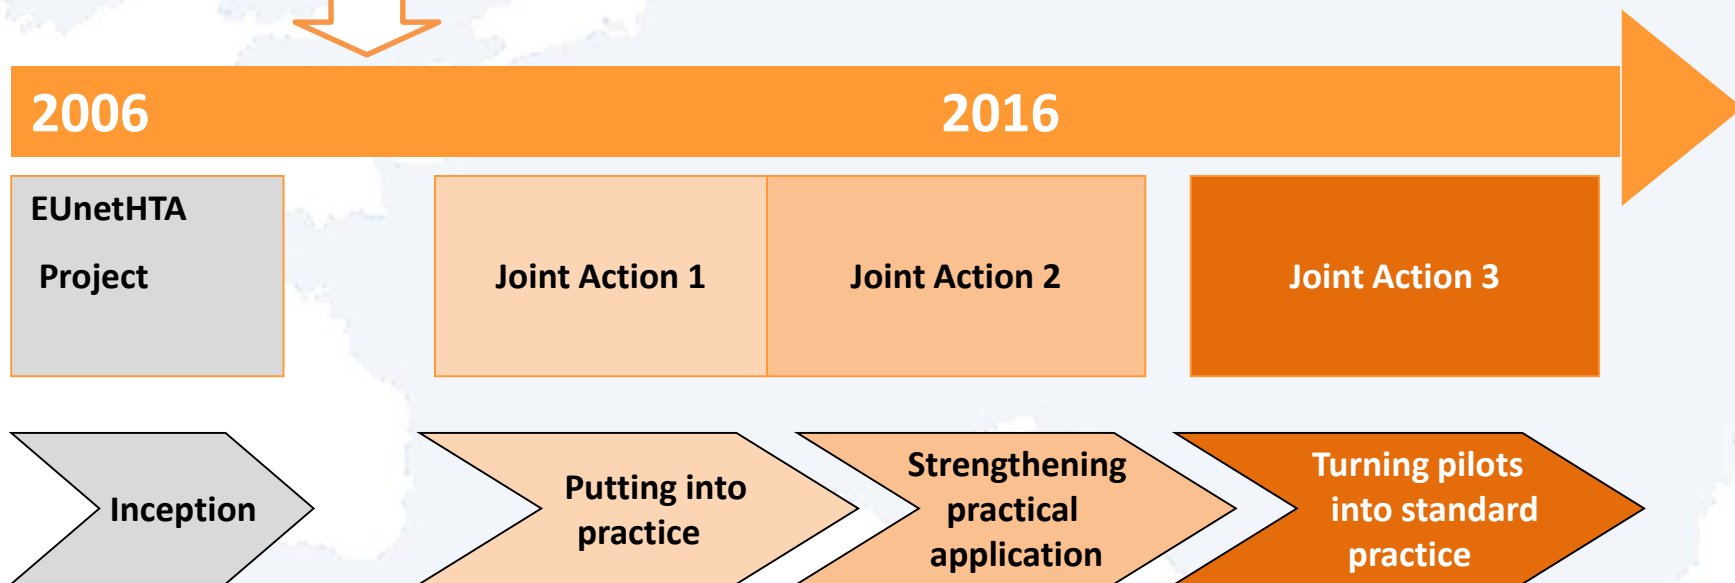 2006
2016
EUnetHTA
Project
Joint Action 1
Joint Action 2
Joint Action 3
Inception
Putting into
practice
Strengthening
practical
application
Turning pilots
into standard
practice